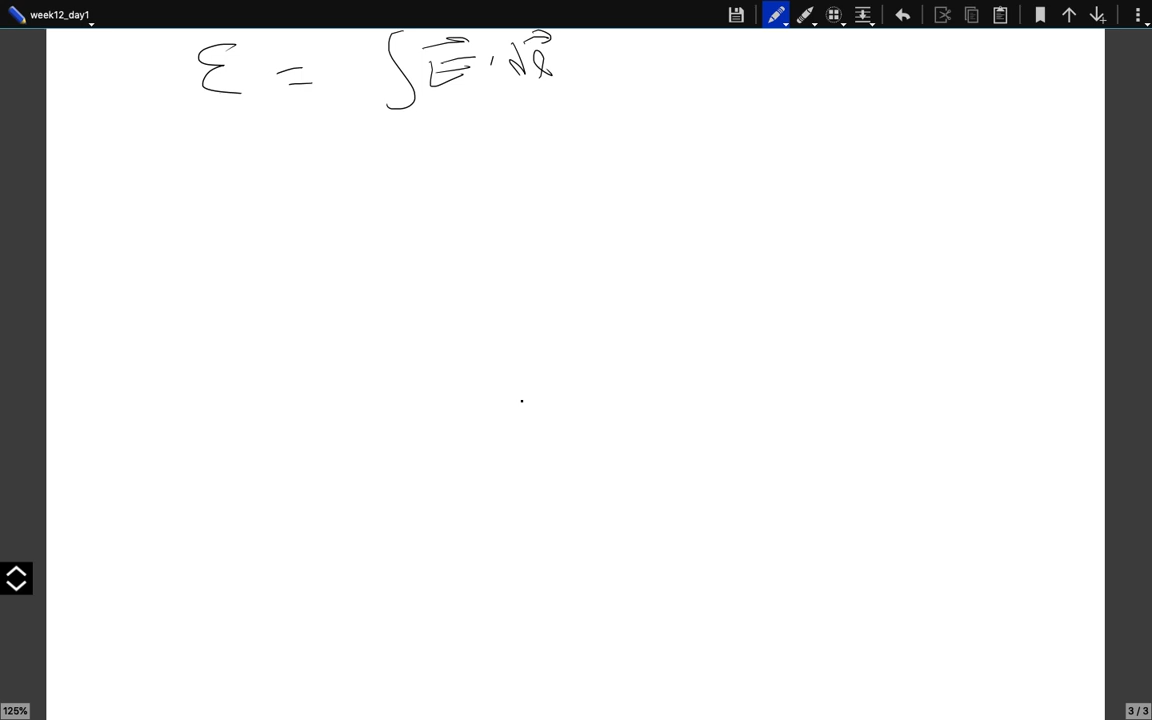 week12_day1
ℰ = ∫ E⃗ · dl⃗
125%
3 / 3